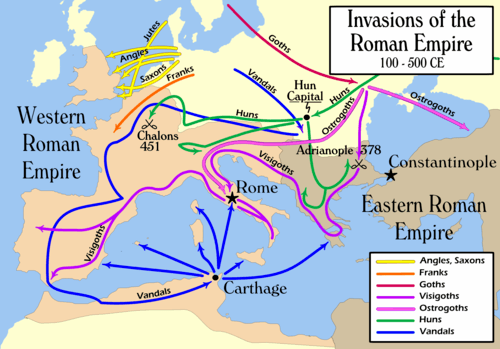 Invasions of the
Roman Empire
100 - 500 CE
Jutes
Angles
Saxons
Franks
Goths
Vandals
Hun
Capital
Huns
Huns
Ostrogoths
Ostrogoths
Western
Roman
Empire
Chalons
451
Adrianople 378
Constantinople
Visigoths
Rome
Eastern Roman
Empire
Visigoths
Vandals
Carthage
Angles, Saxons
Franks
Goths
Visigoths
Ostrogoths
Huns
Vandals